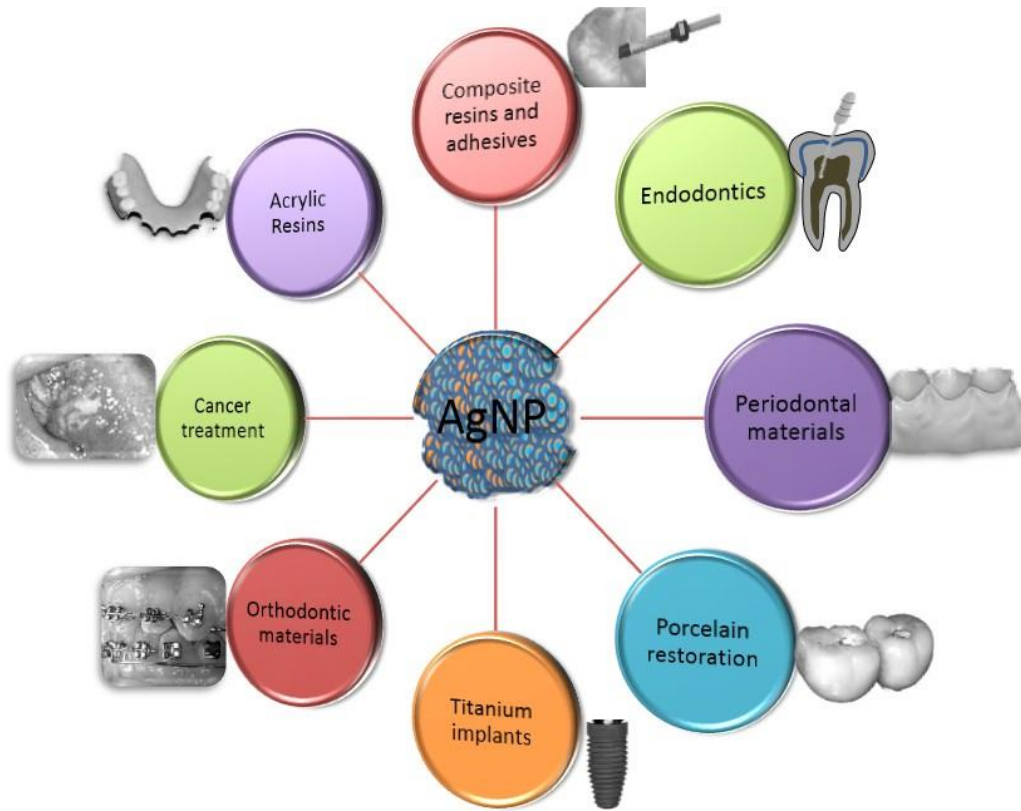 Composite
resins and
adhesives
Endodontics
Periodontal
materials
Porcelain
restoration
Titanium
implants
Orthodontic
materials
Cancer
treatment
Acrylic
Resins
AgNP